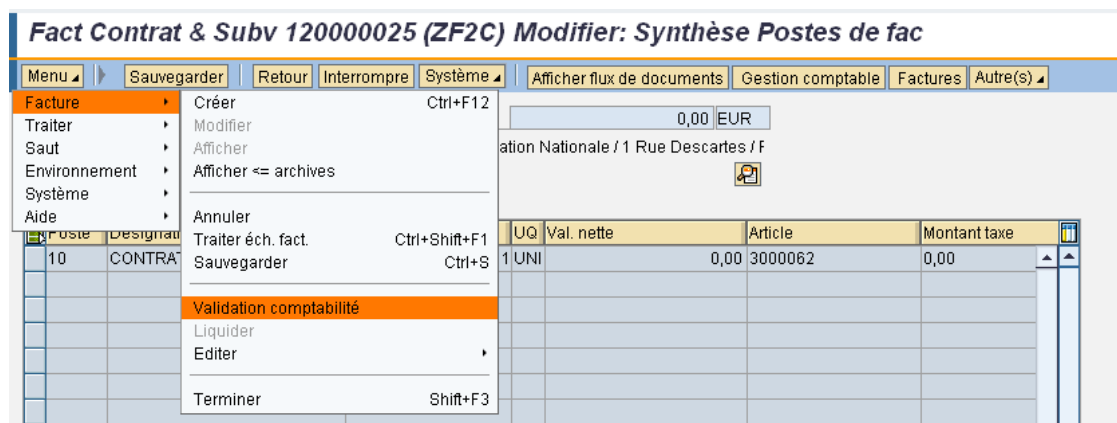 Fact Contrat & Subv 120000025 (ZF2C) Modifier: Synthèse Postes de fac
Menu Sauvegarder Retour Interrompre Système Afficher flux de documents Gestion comptable Factures Autre(s)
Facture
Traiter
Saut
Environnement
Système
Aide
Créer Ctrl+F12
Modifier
Afficher
Afficher <= archives
Annuler
Traiter éch. fact. Ctrl+Shift+F1
Sauvegarder Ctrl+S
Validation comptabilité
Liquider
Editer
Terminer Shift+F3
0,00 EUR
ation Nationale / 1 Rue Descartes / F
Poste Désignati UQ Val. nette Article Montant taxe
10 CONTRAT 1 UNI 0,00 3000062 0,00